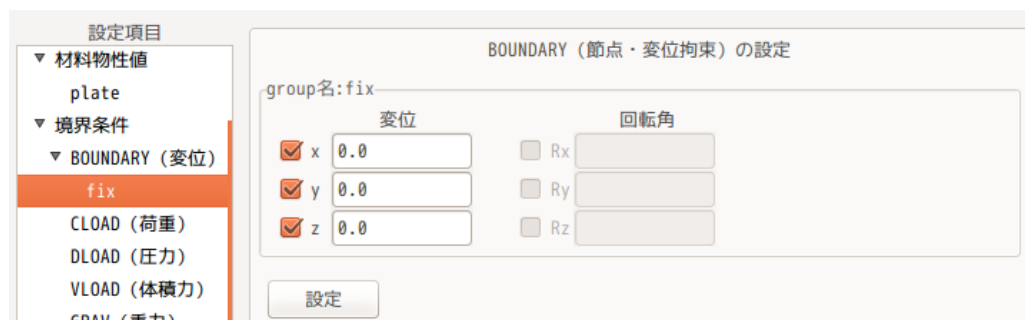 設定項目
▼ 材料物性値
plate
▼ 境界条件
▼ BOUNDARY (変位)
fix
CLOAD (荷重)
DLOAD (圧力)
VLOAD (体積力)
GRAV (重力)
BOUNDARY (節点・変位拘束) の設定
group名:fix
変位 回転角
x 0.0 Rx
y 0.0 Ry
z 0.0 Rz
設定